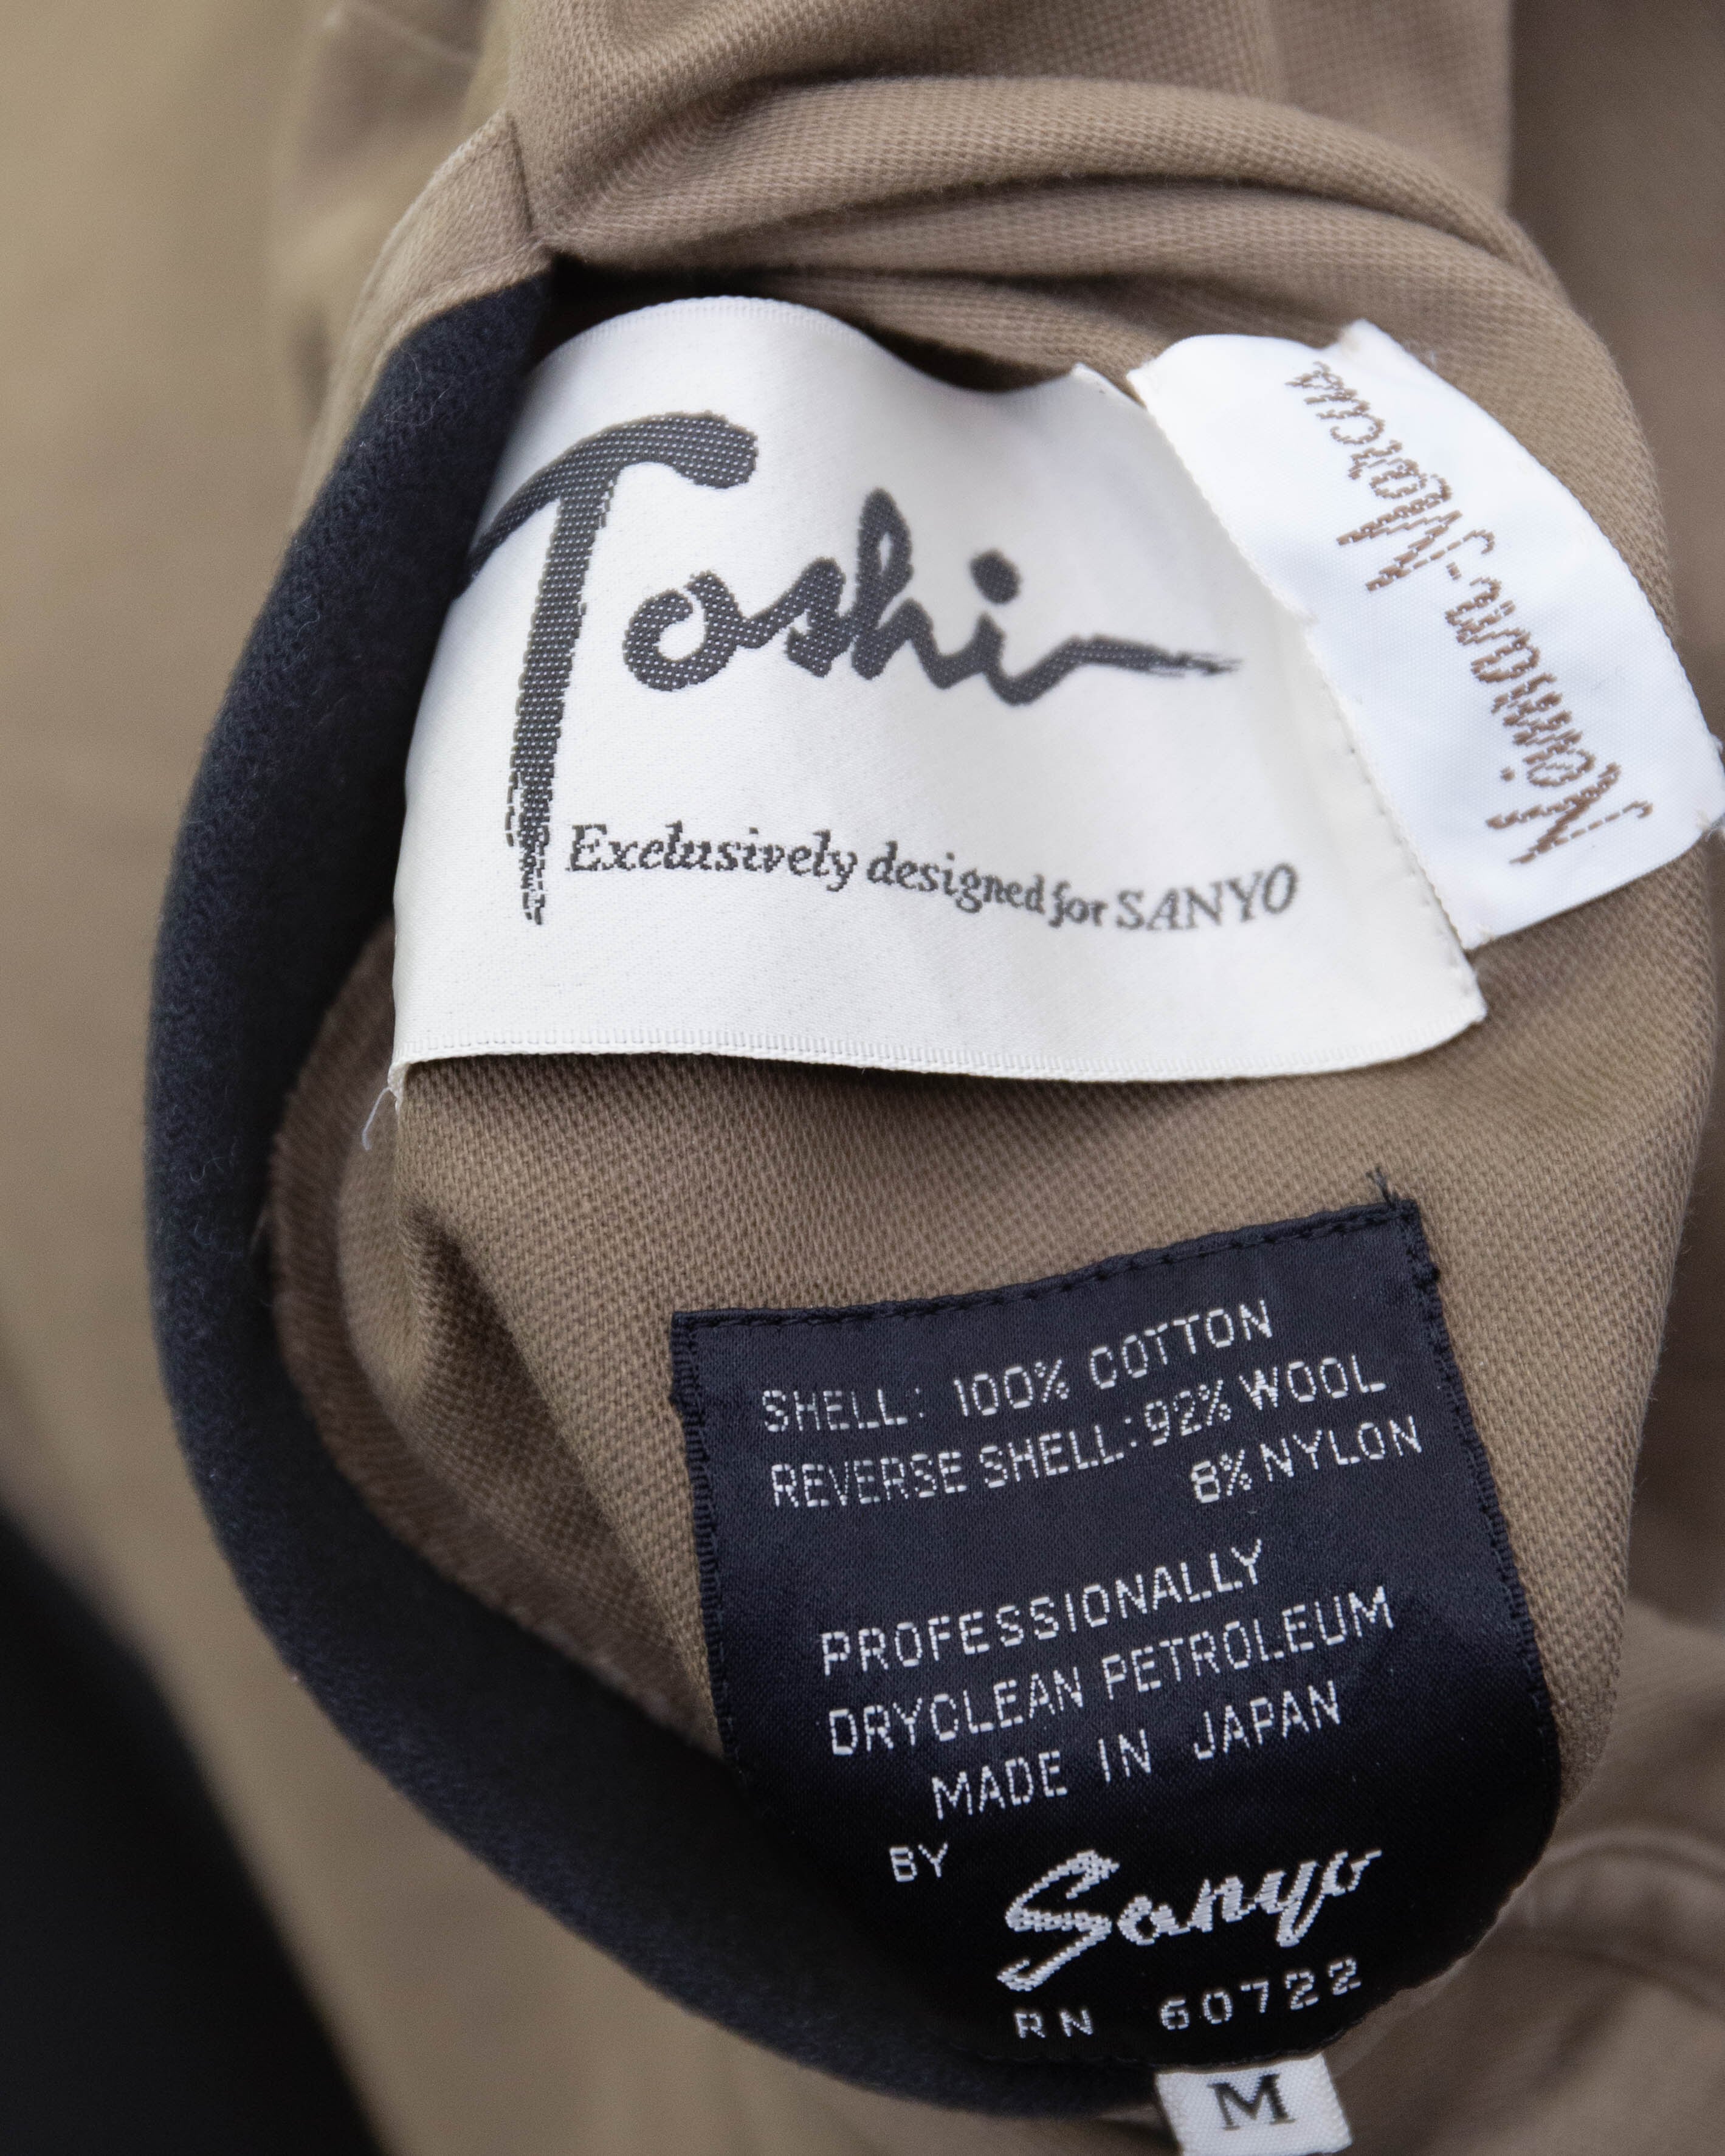 Toshi
Exclusively designed for SANYO
Neiman-Marcus
SHELL: 100% COTTON
REVERSE SHELL: 92% WOOL
8% NYLON
PROFESSIONALLY
DRYCLEAN PETROLEUM
MADE IN JAPAN
BY Sanyo
RN 60722
M